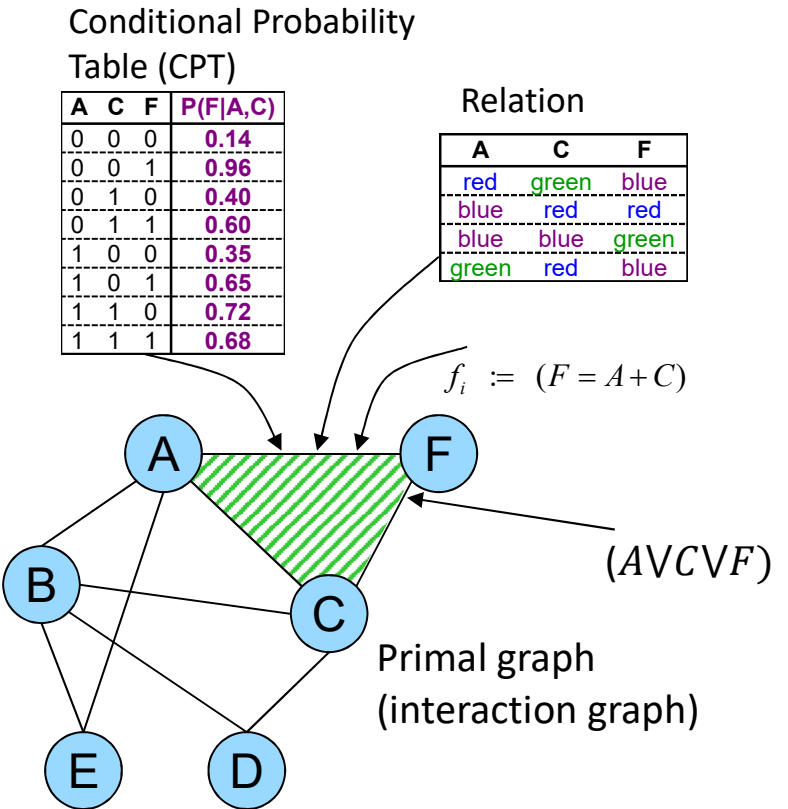 Conditional Probability
Table (CPT)
A C F P(F|A,C)
0 0 0 0.14
0 0 1 0.96
0 1 0 0.40
0 1 1 0.60
1 0 0 0.35
1 0 1 0.65
1 1 0 0.72
1 1 1 0.68
Relation
A C F
red green blue
blue red red
blue blue green
green red blue
f_i := (F = A + C)
A
F
(A∨C∨F)
B
C
Primal graph
(interaction graph)
E
D